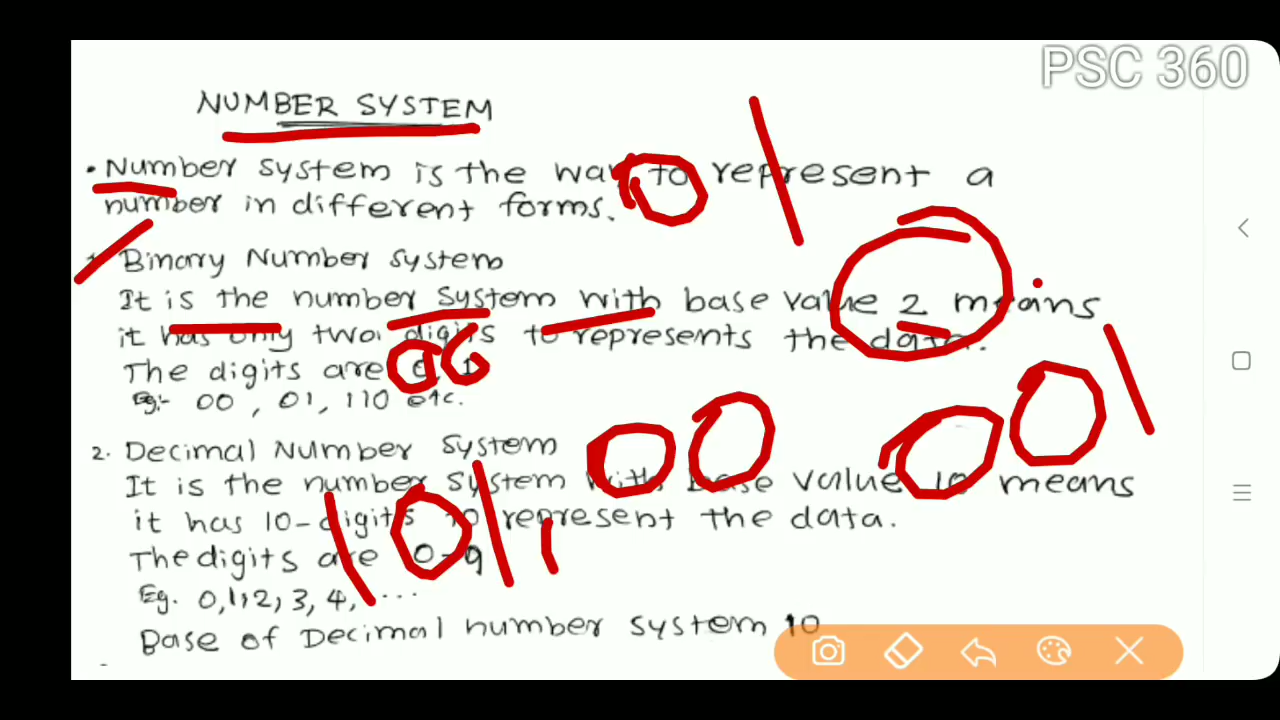 PSC 360
NUMBER SYSTEM
• Number System is the way to represent a
number in different forms.
1. Binary Number System
It is the number System with base value 2 means
it has only two digits to represents the data.
The digits are 0, 1
Eg:- 00 , 01, 110 etc.
2. Decimal Number System
It is the number System with base value 10 means
it has 10-digits to represent the data.
The digits are 0-9
Eg. 0,1,2, 3, 4, ....
Base of Decimal number system 10